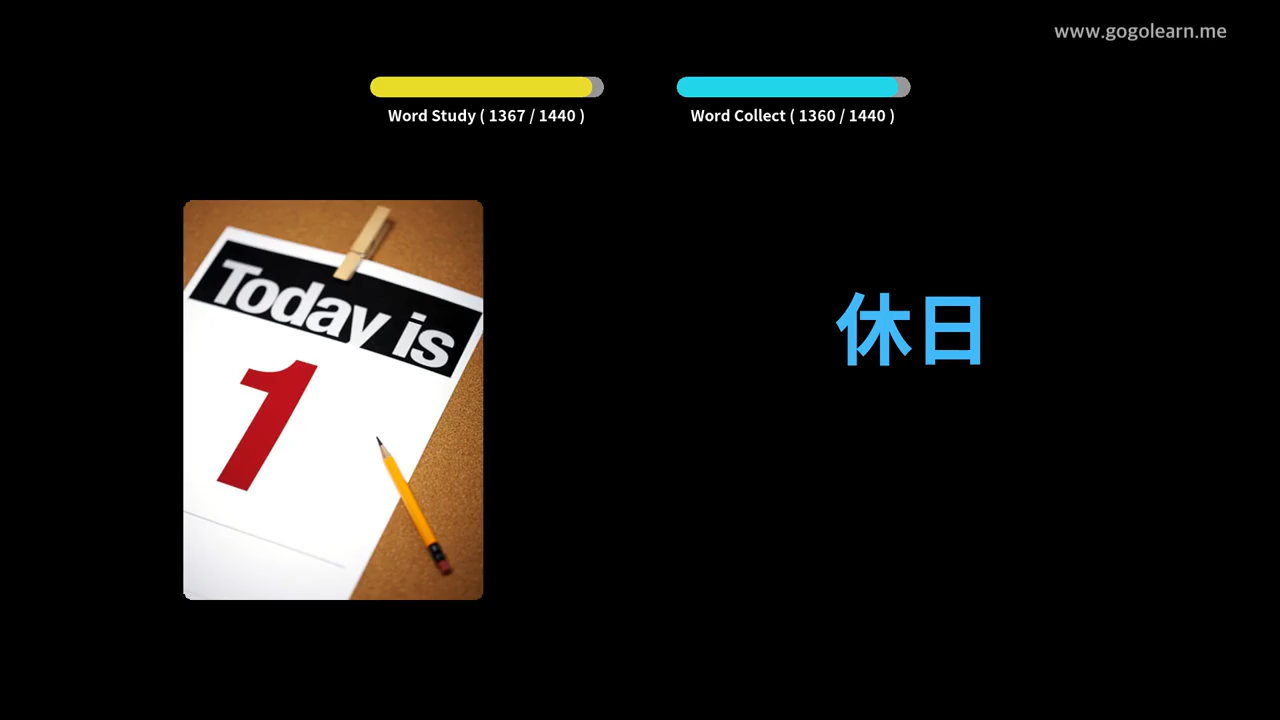 www.gogolearn.me
Word Study ( 1367 / 1440 )
Word Collect ( 1360 / 1440 )
Today is
1
休日